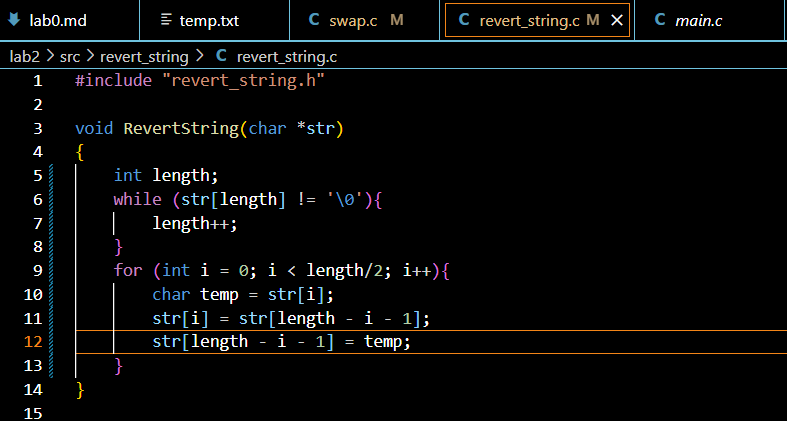 lab0.md temp.txt C swap.c M C revert_string.c M × C main.c
lab2 > src > revert_string > C revert_string.c
1 #include "revert_string.h"
2
3 void RevertString(char *str)
4 {
5     int length;
6     while (str[length] != '\0'){
7         length++;
8     }
9     for (int i = 0; i < length/2; i++){
10         char temp = str[i];
11         str[i] = str[length - i - 1];
12         str[length - i - 1] = temp;
13     }
14 }
15